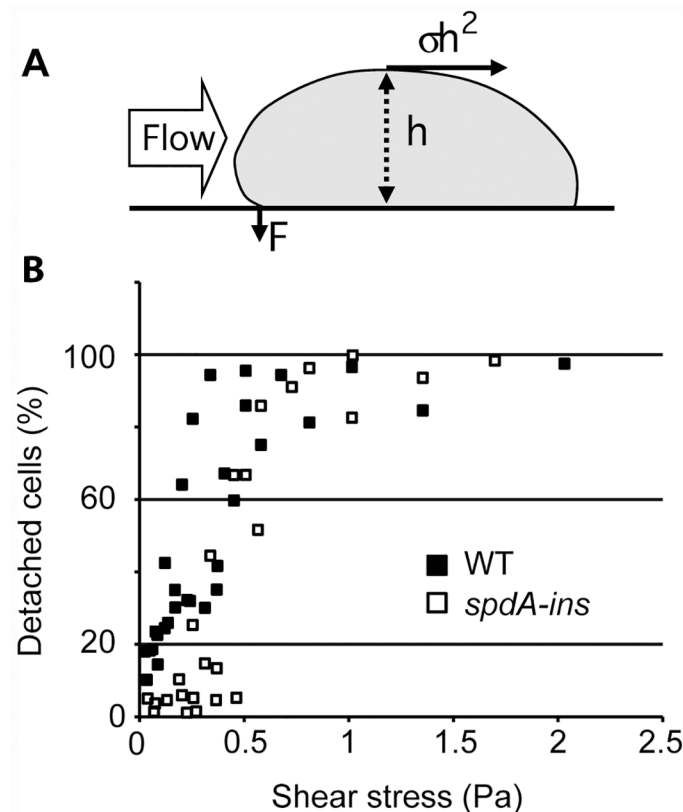 A
σh²
Flow
h
F
B
Detached cells (%)
100
60
20
0
WT
spdA-ins
0 0.5 1 1.5 2 2.5
Shear stress (Pa)